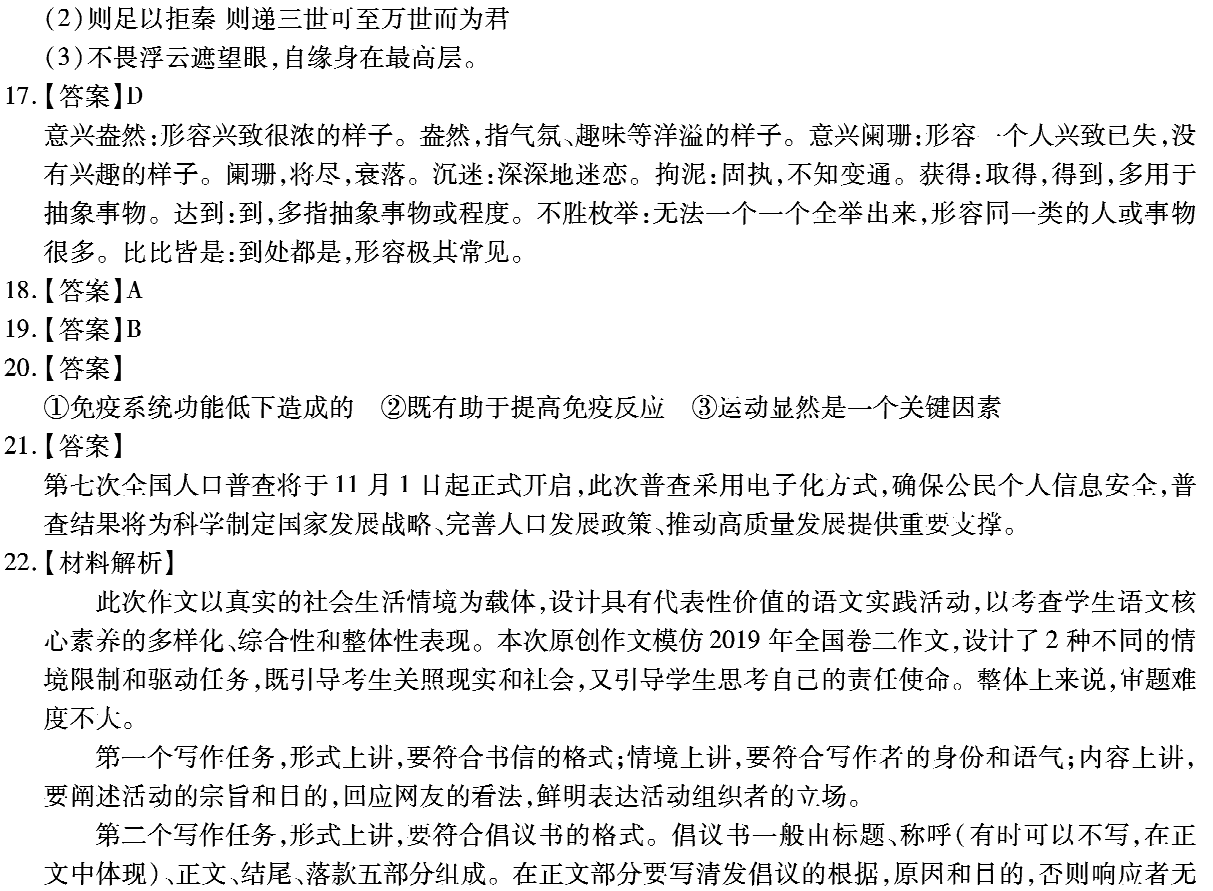 (2)则足以拒秦 则递三世可至万世而为君
(3)不畏浮云遮望眼,自缘身在最高层。
17.【答案】D
意兴盎然:形容兴致很浓的样子。盎然,指气氛、趣味等洋溢的样子。意兴阑珊:形容一个人兴致已失,没
有兴趣的样子。阑珊,将尽,衰落。沉迷:深深地迷恋。拘泥:固执,不知变通。获得:取得,得到,多用于
抽象事物。达到:到,多指抽象事物或程度。不胜枚举:无法一个一个全举出来,形容同一类的人或事物
很多。比比皆是:到处都是,形容极其常见。
18.【答案】A
19.【答案】B
20.【答案】
①免疫系统功能低下造成的 ②既有助于提高免疫反应 ③运动显然是一个关键因素
21.【答案】
第七次全国人口普查将于 11 月 1 日起正式开启,此次普查采用电子化方式,确保公民个人信息安全,普
查结果将为科学制定国家发展战略、完善人口发展政策、推动高质量发展提供重要支撑。
22.【材料解析】
此次作文以真实的社会生活情境为载体,设计具有代表性价值的语文实践活动,以考查学生语文核
心素养的多样化、综合性和整体性表现。本次原创作文模仿 2019 年全国卷二作文,设计了 2 种不同的情
境限制和驱动任务,既引导考生关照现实和社会,又引导学生思考自己的责任使命。整体上来说,审题难
度不大。
第一个写作任务,形式上讲,要符合书信的格式;情境上讲,要符合写作者的身份和语气;内容上讲,
要阐述活动的宗旨和目的,回应网友的看法,鲜明表达活动组织者的立场。
第二个写作任务,形式上讲,要符合倡议书的格式。倡议书一般由标题、称呼(有时可以不写,在正
文中体现)、正文、结尾、落款五部分组成。在正文部分要写清发倡议的根据,原因和目的,否则响应者无